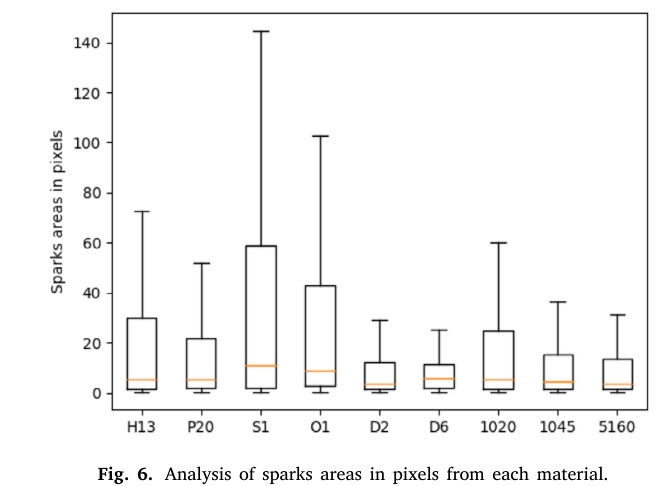 140
120
100
80
60
40
20
0
Sparks areas in pixels
H13 P20 S1 O1 D2 D6 1020 1045 5160
Fig. 6. Analysis of sparks areas in pixels from each material.